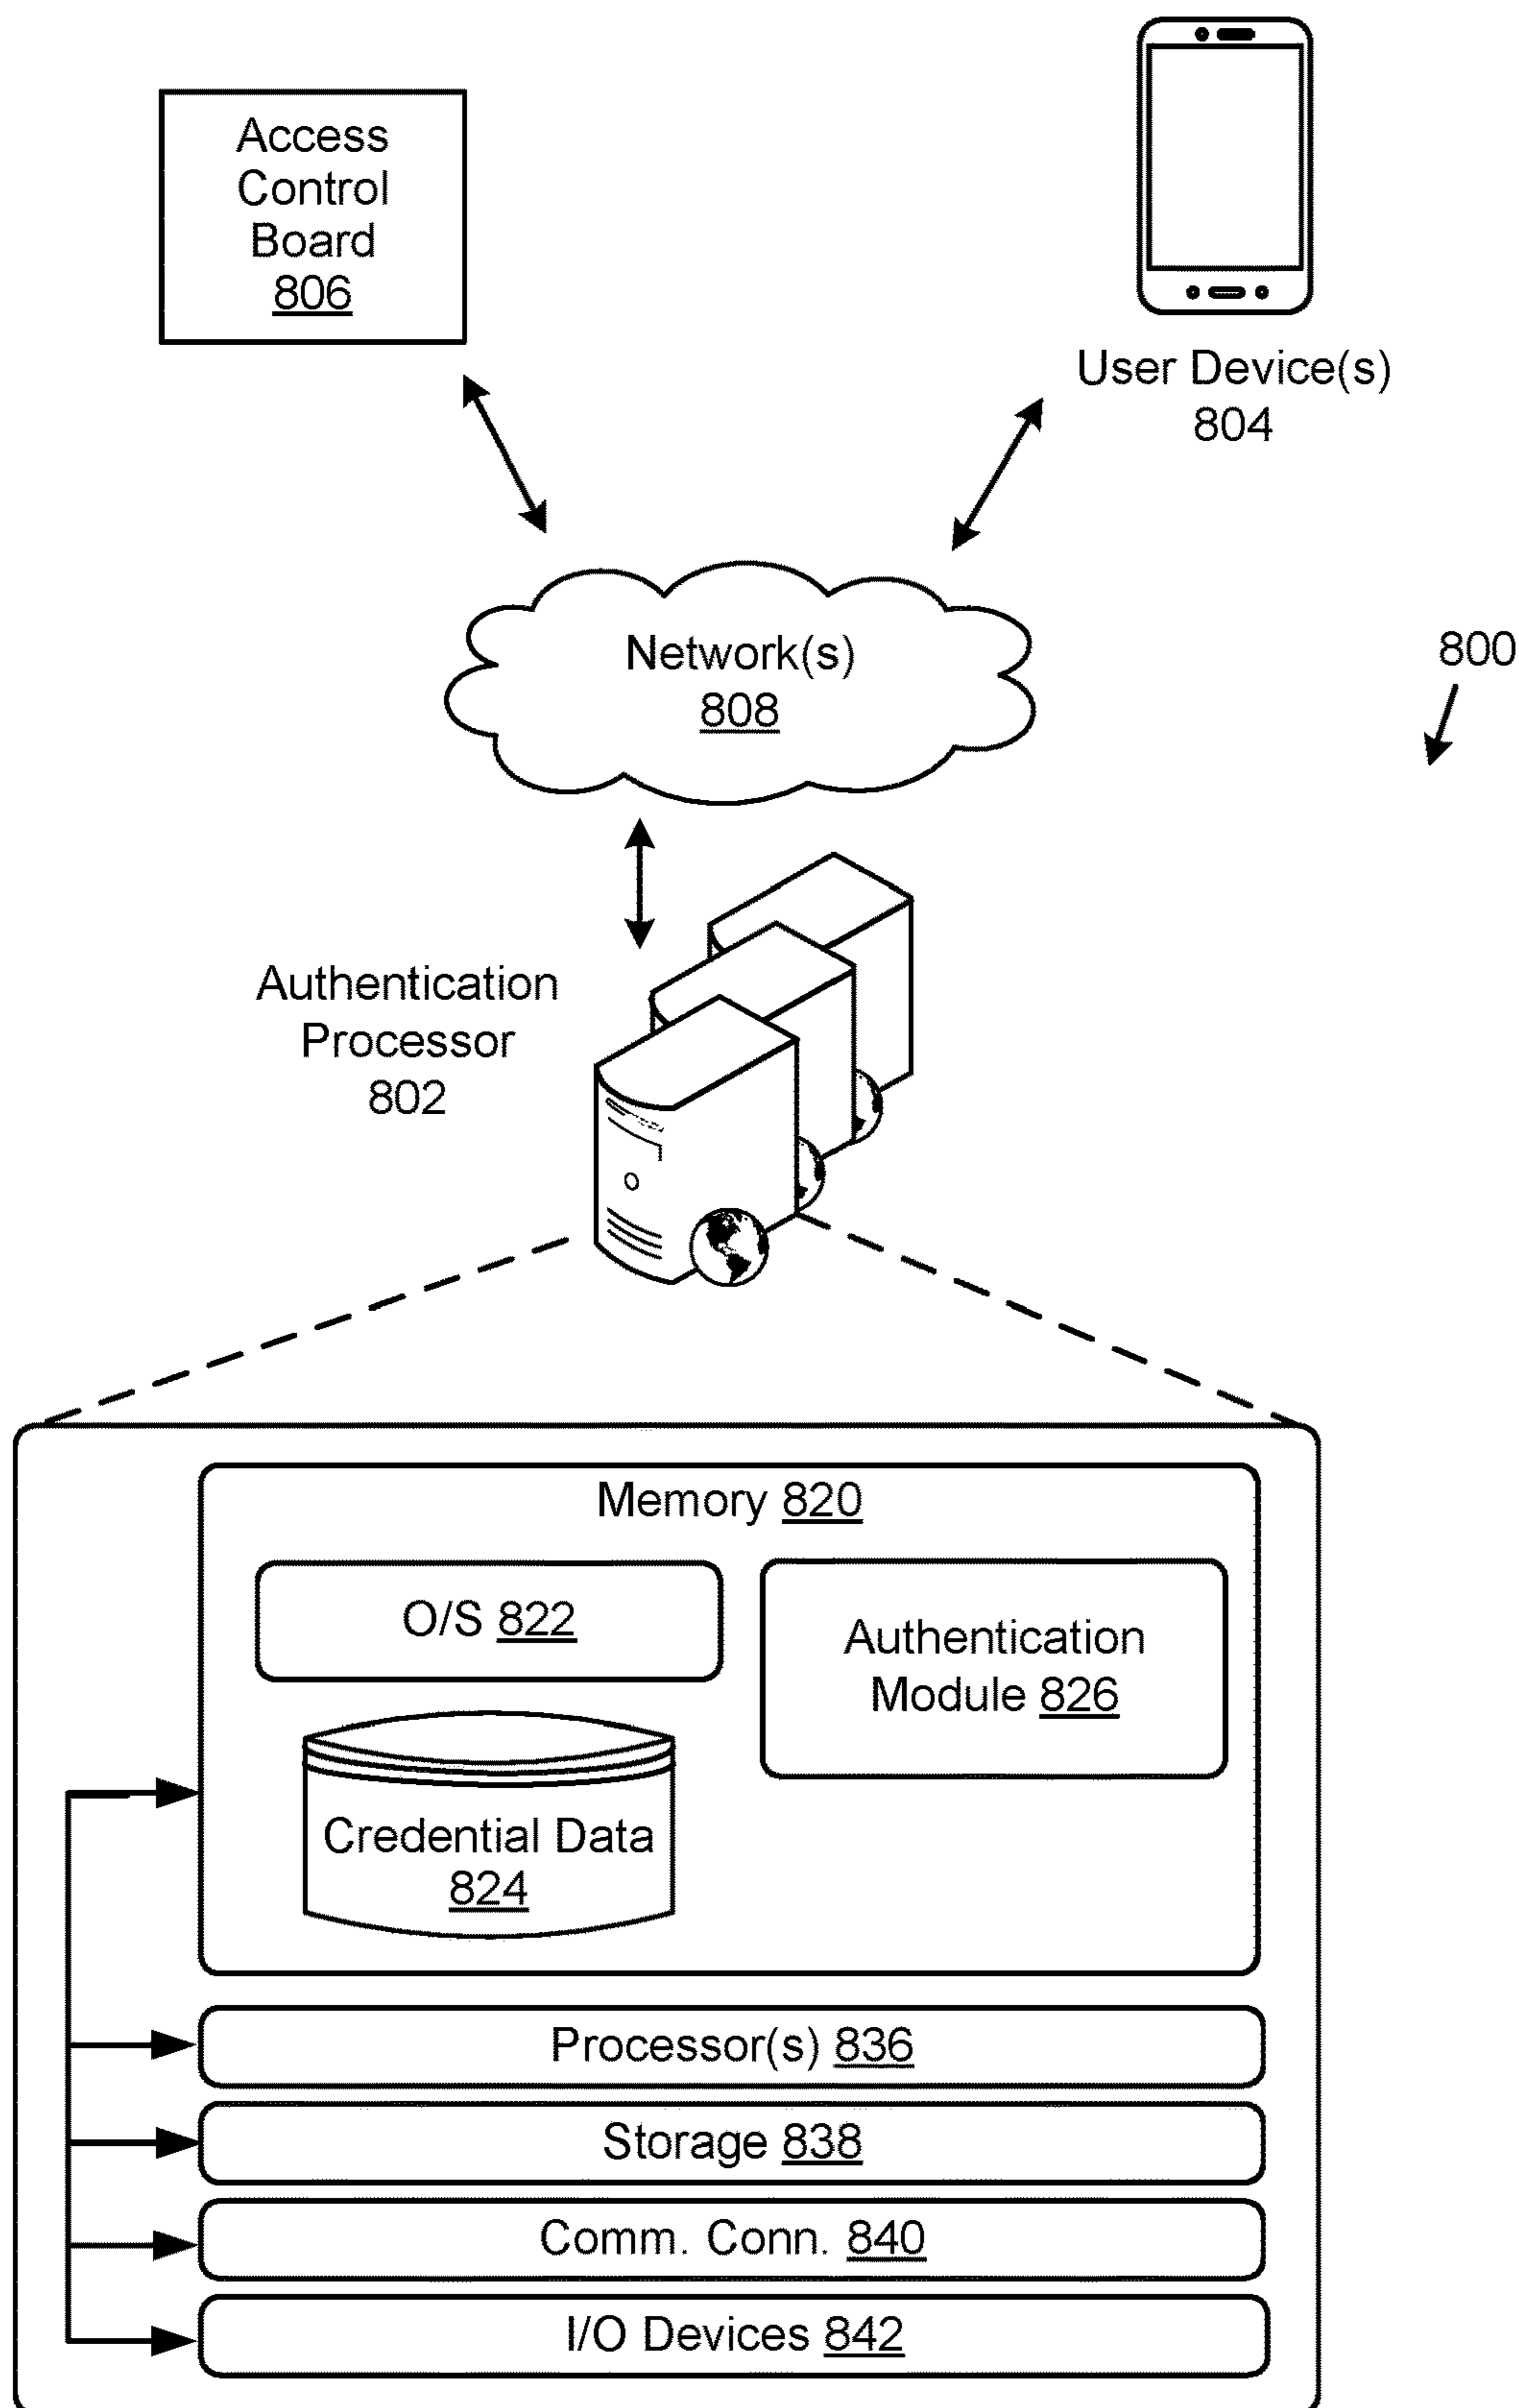 Access
Control
Board
806
User Device(s)
804
Network(s)
808
800
Authentication
Processor
802
Memory 820
O/S 822
Authentication
Module 826
Credential Data
824
Processor(s) 836
Storage 838
Comm. Conn. 840
I/O Devices 842